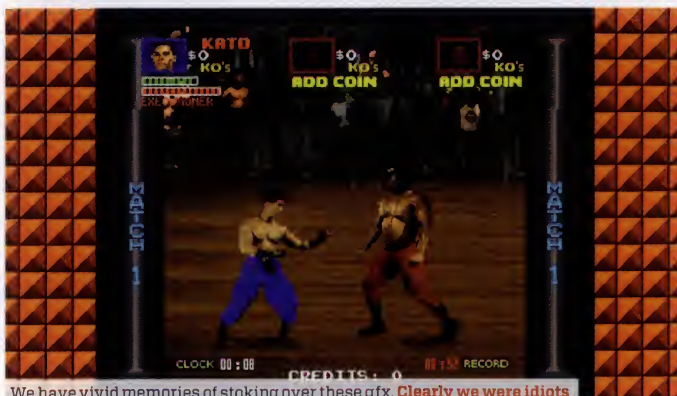 KATO
$0 $0 $0
KO's KO's KO's
ADD COIN ADD COIN
EXECUTIONER
MATCH 1 MATCH 1
CLOCK 00:08
RECORD
CREDITS: 0
We have vivid memories of stoking over these gfx. Clearly we were idiots